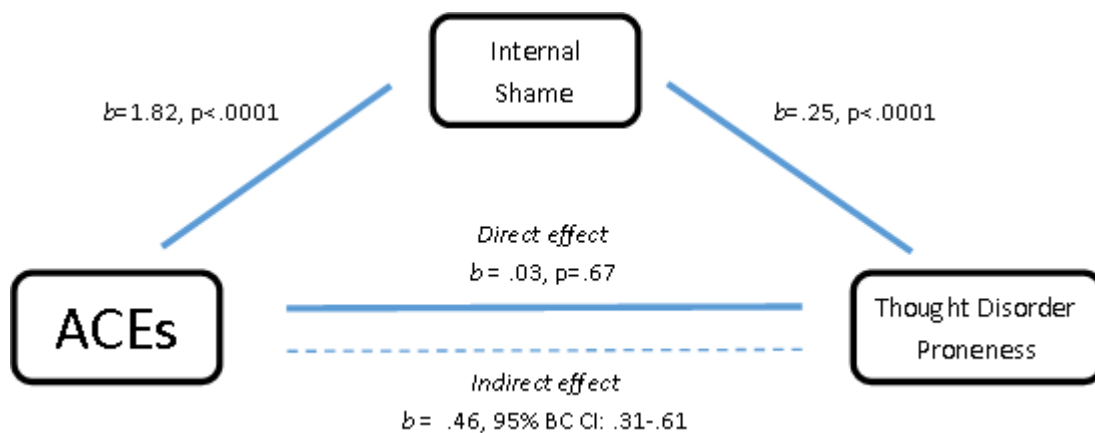 Internal
Shame
b=1.82, p<.0001
b=.25, p<.0001
Direct effect
b = .03, p=.67
ACEs
Thought Disorder
Proneness
Indirect effect
b = .46, 95% BC CI: .31-.61